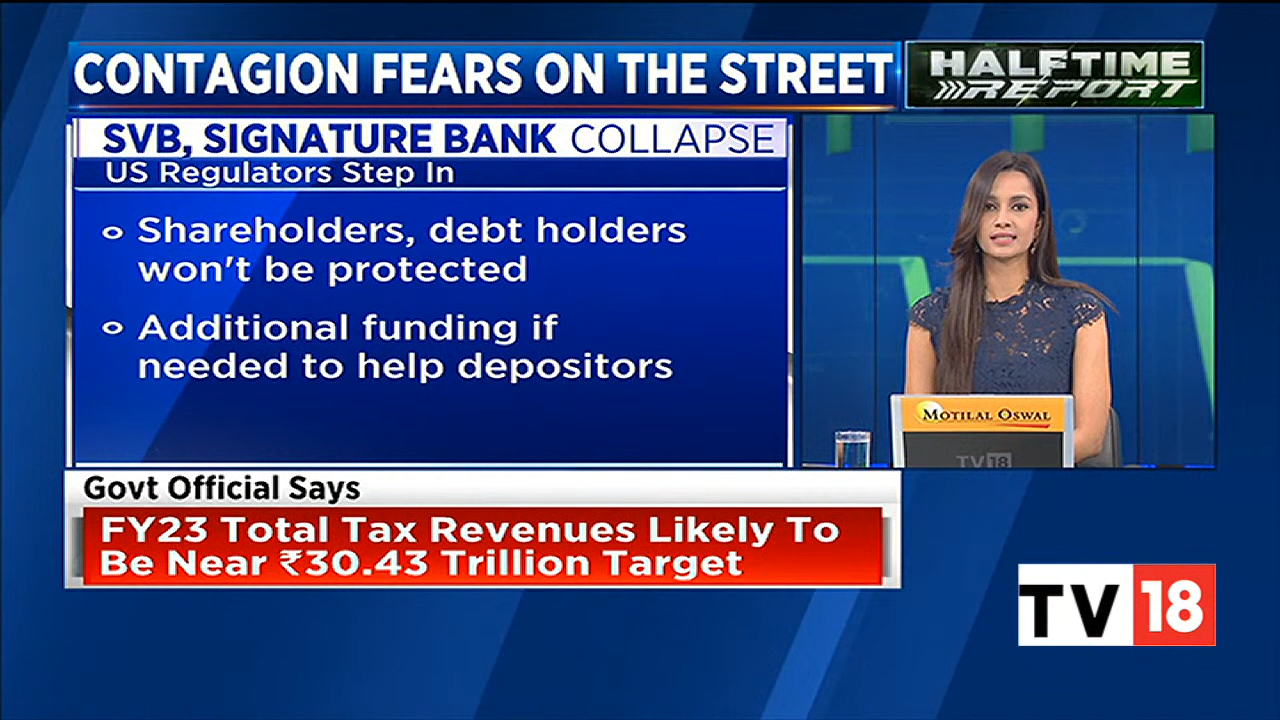 CONTAGION FEARS ON THE STREET
HALFTIME
REPORT
SVB, SIGNATURE BANK COLLAPSE
US Regulators Step In
Shareholders, debt holders
won't be protected
Additional funding if
needed to help depositors
MOTILAL OSWAL
TV18
Govt Official Says
FY23 Total Tax Revenues Likely To
Be Near ₹30.43 Trillion Target
TV18